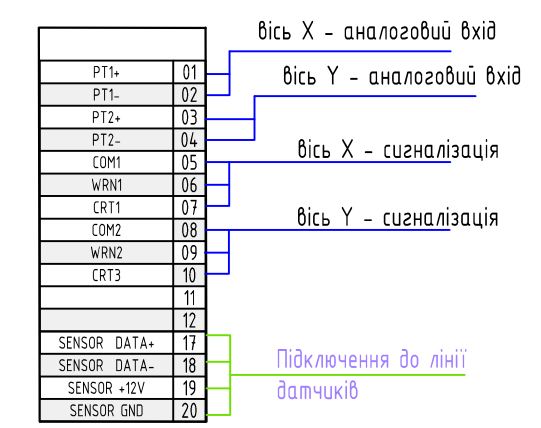 вісь X - аналоговий вхід
PT1+ 01
вісь Y - аналоговий вхід
PT1- 02
PT2+ 03
PT2- 04
вісь X - сигналізація
COM1 05
WRN1 06
CRT1 07
вісь Y - сигналізація
COM2 08
WRN2 09
CRT3 10
11
12
SENSOR DATA+ 17
SENSOR DATA- 18
SENSOR +12V 19
SENSOR GND 20
Підключення до лінії
датчиків